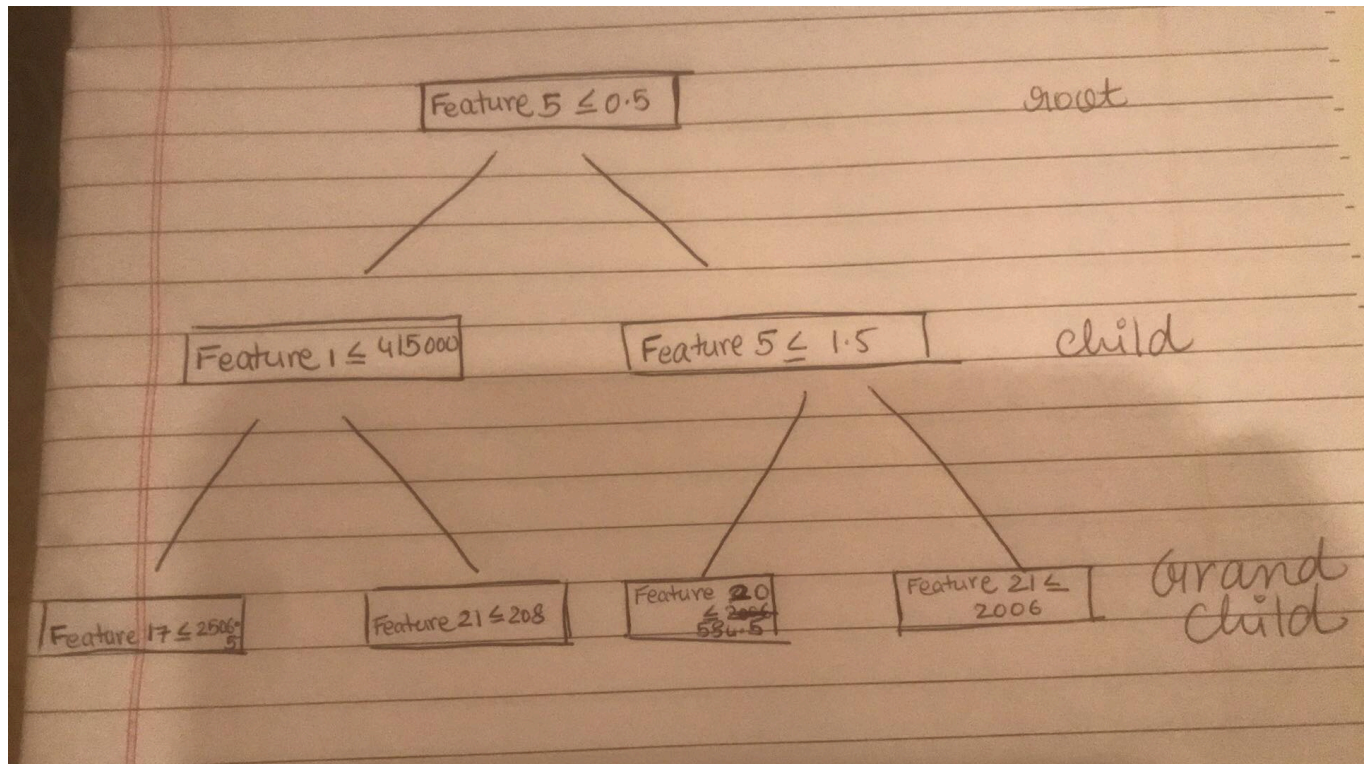 Feature 5 ≤ 0.5
root
Feature 1 ≤ 415000
Feature 5 ≤ 1.5
child
Feature 17 ≤ 2506.
5
Feature 21 ≤ 208
Feature 20
≤
584.5
Feature 21 ≤
2006
Grand
Child